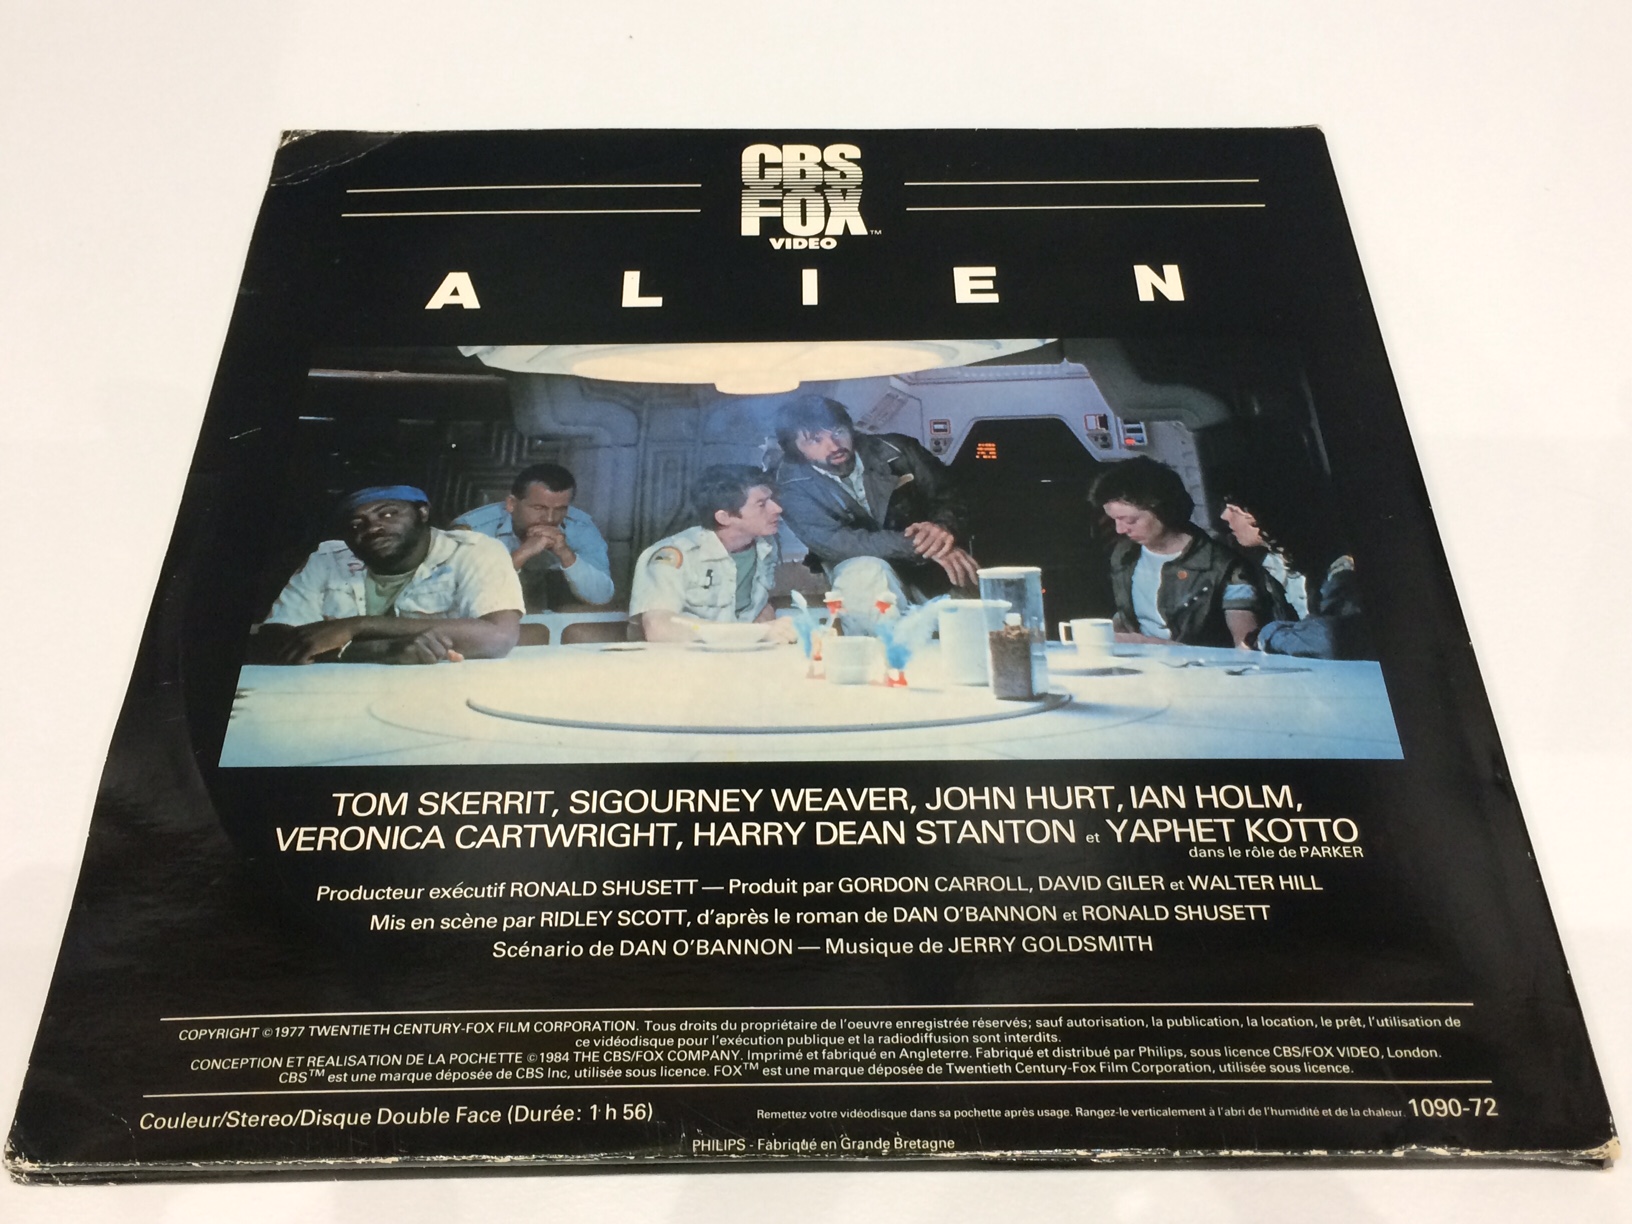 CBS
FOX TM
VIDEO
A L I E N
TOM SKERRIT, SIGOURNEY WEAVER, JOHN HURT, IAN HOLM,
VERONICA CARTWRIGHT, HARRY DEAN STANTON et YAPHET KOTTO
dans le rôle de PARKER
Producteur exécutif RONALD SHUSETT — Produit par GORDON CARROLL, DAVID GILER et WALTER HILL
Mis en scène par RIDLEY SCOTT, d'après le roman de DAN O'BANNON et RONALD SHUSETT
Scénario de DAN O'BANNON — Musique de JERRY GOLDSMITH
COPYRIGHT © 1977 TWENTIETH CENTURY-FOX FILM CORPORATION. Tous droits du propriétaire de l'oeuvre enregistrée réservés; sauf autorisation, la publication, la location, le prêt, l'utilisation de
ce vidéodisque pour l'exécution publique et la radiodiffusion sont interdits.
CONCEPTION ET REALISATION DE LA POCHETTE © 1984 THE CBS/FOX COMPANY. Imprimé et fabriqué en Angleterre. Fabriqué et distribué par Philips, sous licence CBS/FOX VIDEO, London.
CBS™ est une marque déposée de CBS Inc, utilisée sous licence. FOX™ est une marque déposée de Twentieth Century-Fox Film Corporation, utilisée sous licence.
Couleur/Stereo/Disque Double Face (Durée: 1 h 56)
Remettez votre vidéodisque dans sa pochette après usage. Rangez-le verticalement à l'abri de l'humidité et de la chaleur. 1090-72
PHILIPS - Fabriqué en Grande Bretagne